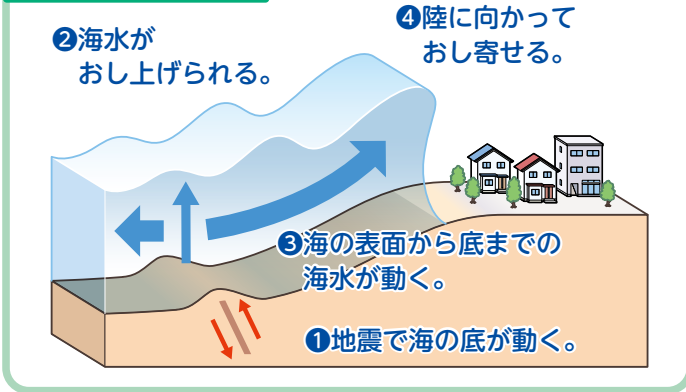 ❷海水が
おし上げられる。
❹陸に向かって
おし寄せる。
❸海の表面から底までの
海水が動く。
❶地震で海の底が動く。